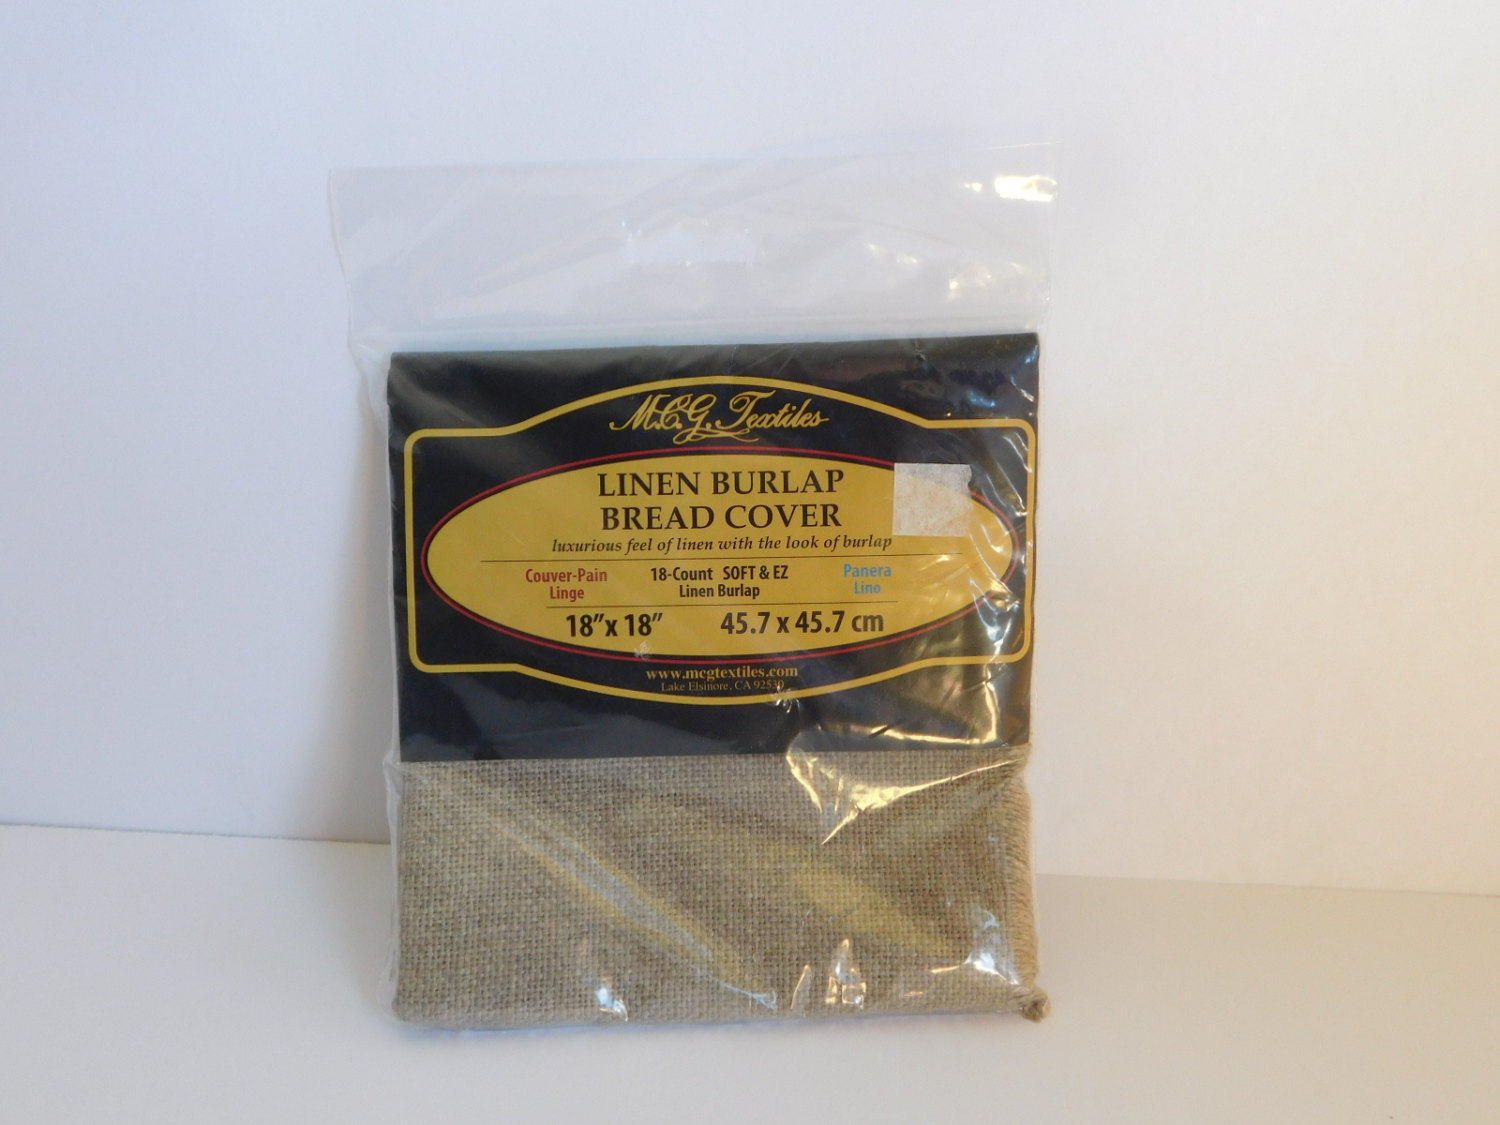 M.C.G. Textiles
LINEN BURLAP
BREAD COVER
luxurious feel of linen with the look of burlap
Couver-Pain
Linge
18-Count SOFT & EZ
Linen Burlap
Panera
Lino
18"x 18" 45.7 x 45.7 cm
www.mcgtextiles.com
Lake Elsinore, CA 92530